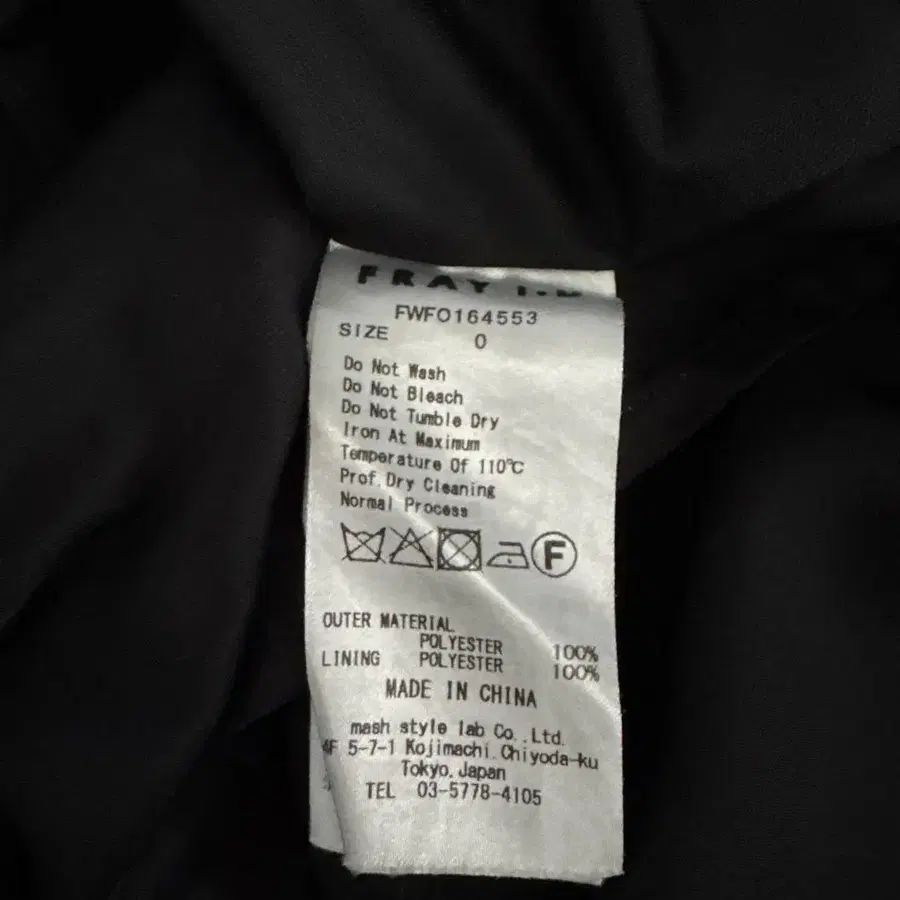 FRAY I.D
FWFO164553
SIZE 0
Do Not Wash
Do Not Bleach
Do Not Tumble Dry
Iron At Maximum
Temperature Of 110℃
Prof.Dry Cleaning
Normal Process
F
OUTER MATERIAL
POLYESTER 100%
LINING POLYESTER 100%
MADE IN CHINA
mash style lab Co.,Ltd.
4F 5-7-1 Kojimachi.Chiyoda-ku
Tokyo.Japan
TEL 03-5778-4105